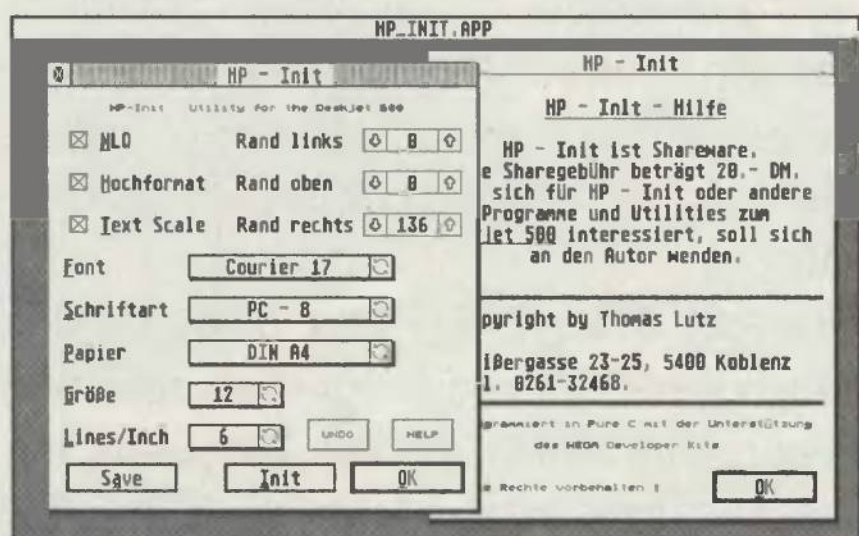 HP_INIT.APP
HP - Init
HP-Init Utility for the DeskJet 500
NLQ Rand links 0
Hochformat Rand oben 0
Text Scale Rand rechts 136
Font Courier 17
Schriftart PC - 8
Papier DIN A4
Größe 12
Lines/Inch 6 UNDO HELP
Save Init OK
HP - Init
HP - Init - Hilfe
HP - Init ist Shareware.
e Sharegebühr beträgt 20.- DM.
sich für HP - Init oder andere
Programme und Utilities zum
jet 500 interessiert, soll sich
an den Autor wenden.
pyright by Thomas Lutz
ißergasse 23-25, 5400 Koblenz
l. 0261-32468.
grammiert in Pure C mit der Unterstützung
des MEGA Developer Kits
e Rechte vorbehalten !
OK